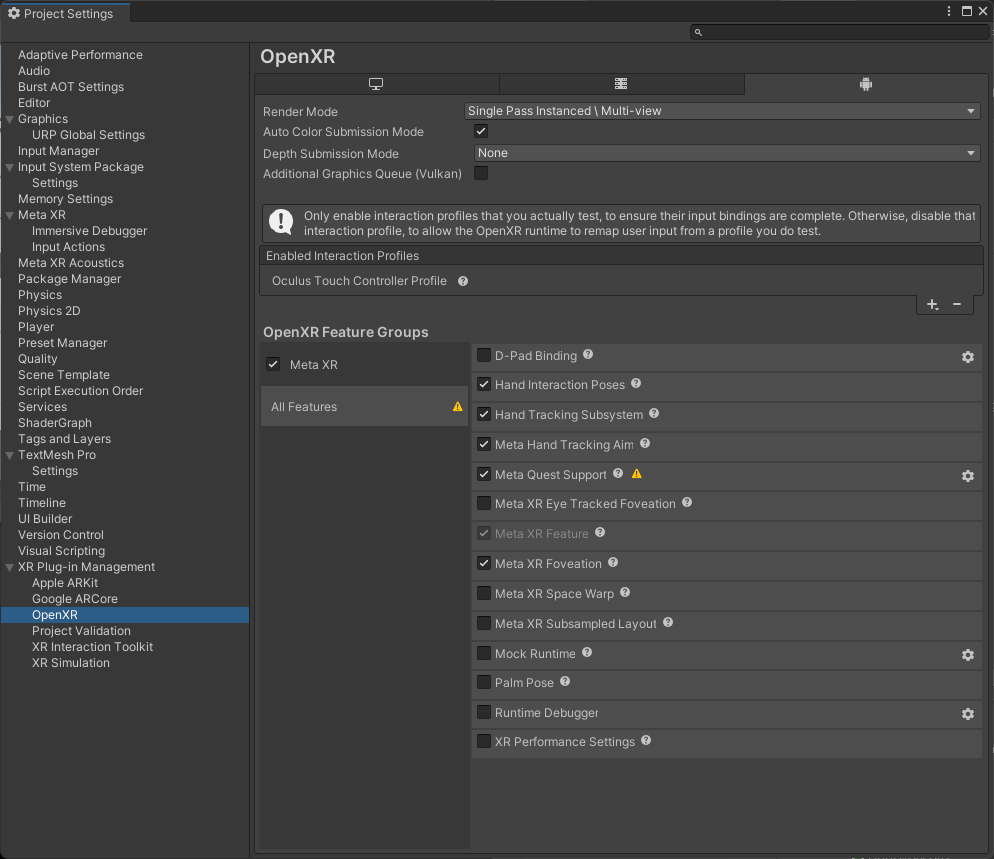 Project Settings
Adaptive Performance
Audio
Burst AOT Settings
Editor
Graphics
URP Global Settings
Input Manager
Input System Package
Settings
Memory Settings
Meta XR
Immersive Debugger
Input Actions
Meta XR Acoustics
Package Manager
Physics
Physics 2D
Player
Preset Manager
Quality
Scene Template
Script Execution Order
Services
ShaderGraph
Tags and Layers
TextMesh Pro
Settings
Time
Timeline
UI Builder
Version Control
Visual Scripting
XR Plug-in Management
Apple ARKit
Google ARCore
OpenXR
Project Validation
XR Interaction Toolkit
XR Simulation
OpenXR
Render Mode
Single Pass Instanced \ Multi-view
Auto Color Submission Mode
Depth Submission Mode
None
Additional Graphics Queue (Vulkan)
Only enable interaction profiles that you actually test, to ensure their input bindings are complete. Otherwise, disable that
interaction profile, to allow the OpenXR runtime to remap user input from a profile you do test.
Enabled Interaction Profiles
Oculus Touch Controller Profile
OpenXR Feature Groups
Meta XR
All Features
D-Pad Binding
Hand Interaction Poses
Hand Tracking Subsystem
Meta Hand Tracking Aim
Meta Quest Support
Meta XR Eye Tracked Foveation
Meta XR Feature
Meta XR Foveation
Meta XR Space Warp
Meta XR Subsampled Layout
Mock Runtime
Palm Pose
Runtime Debugger
XR Performance Settings